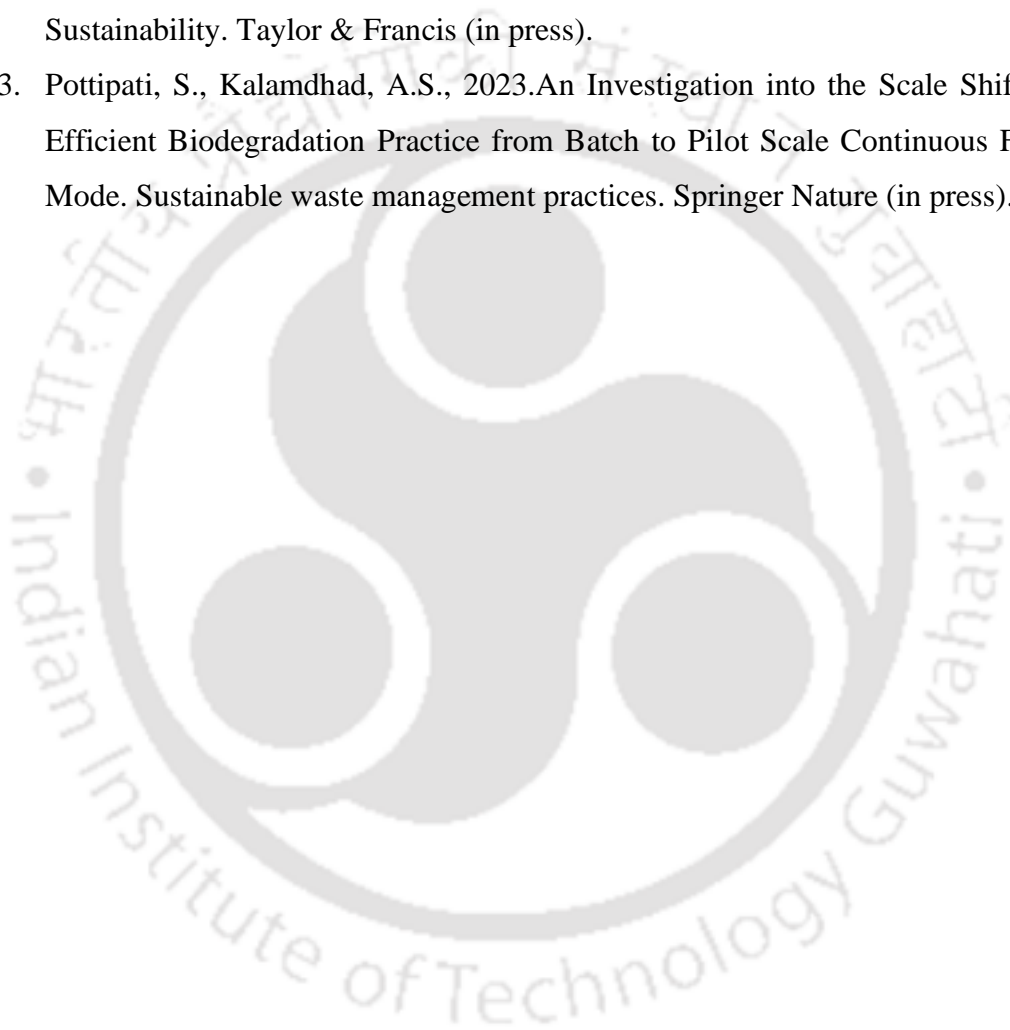 Sustainability. Taylor & Francis (in press).
3. Pottipati, S., Kalamdhad, A.S., 2023.An Investigation into the Scale Shif
Efficient Biodegradation Practice from Batch to Pilot Scale Continuous F
Mode. Sustainable waste management practices. Springer Nature (in press).
भारतीय प्रौद्योगिकी संस्थान गुवाहाटी
Indian Institute of Technology Guwahati